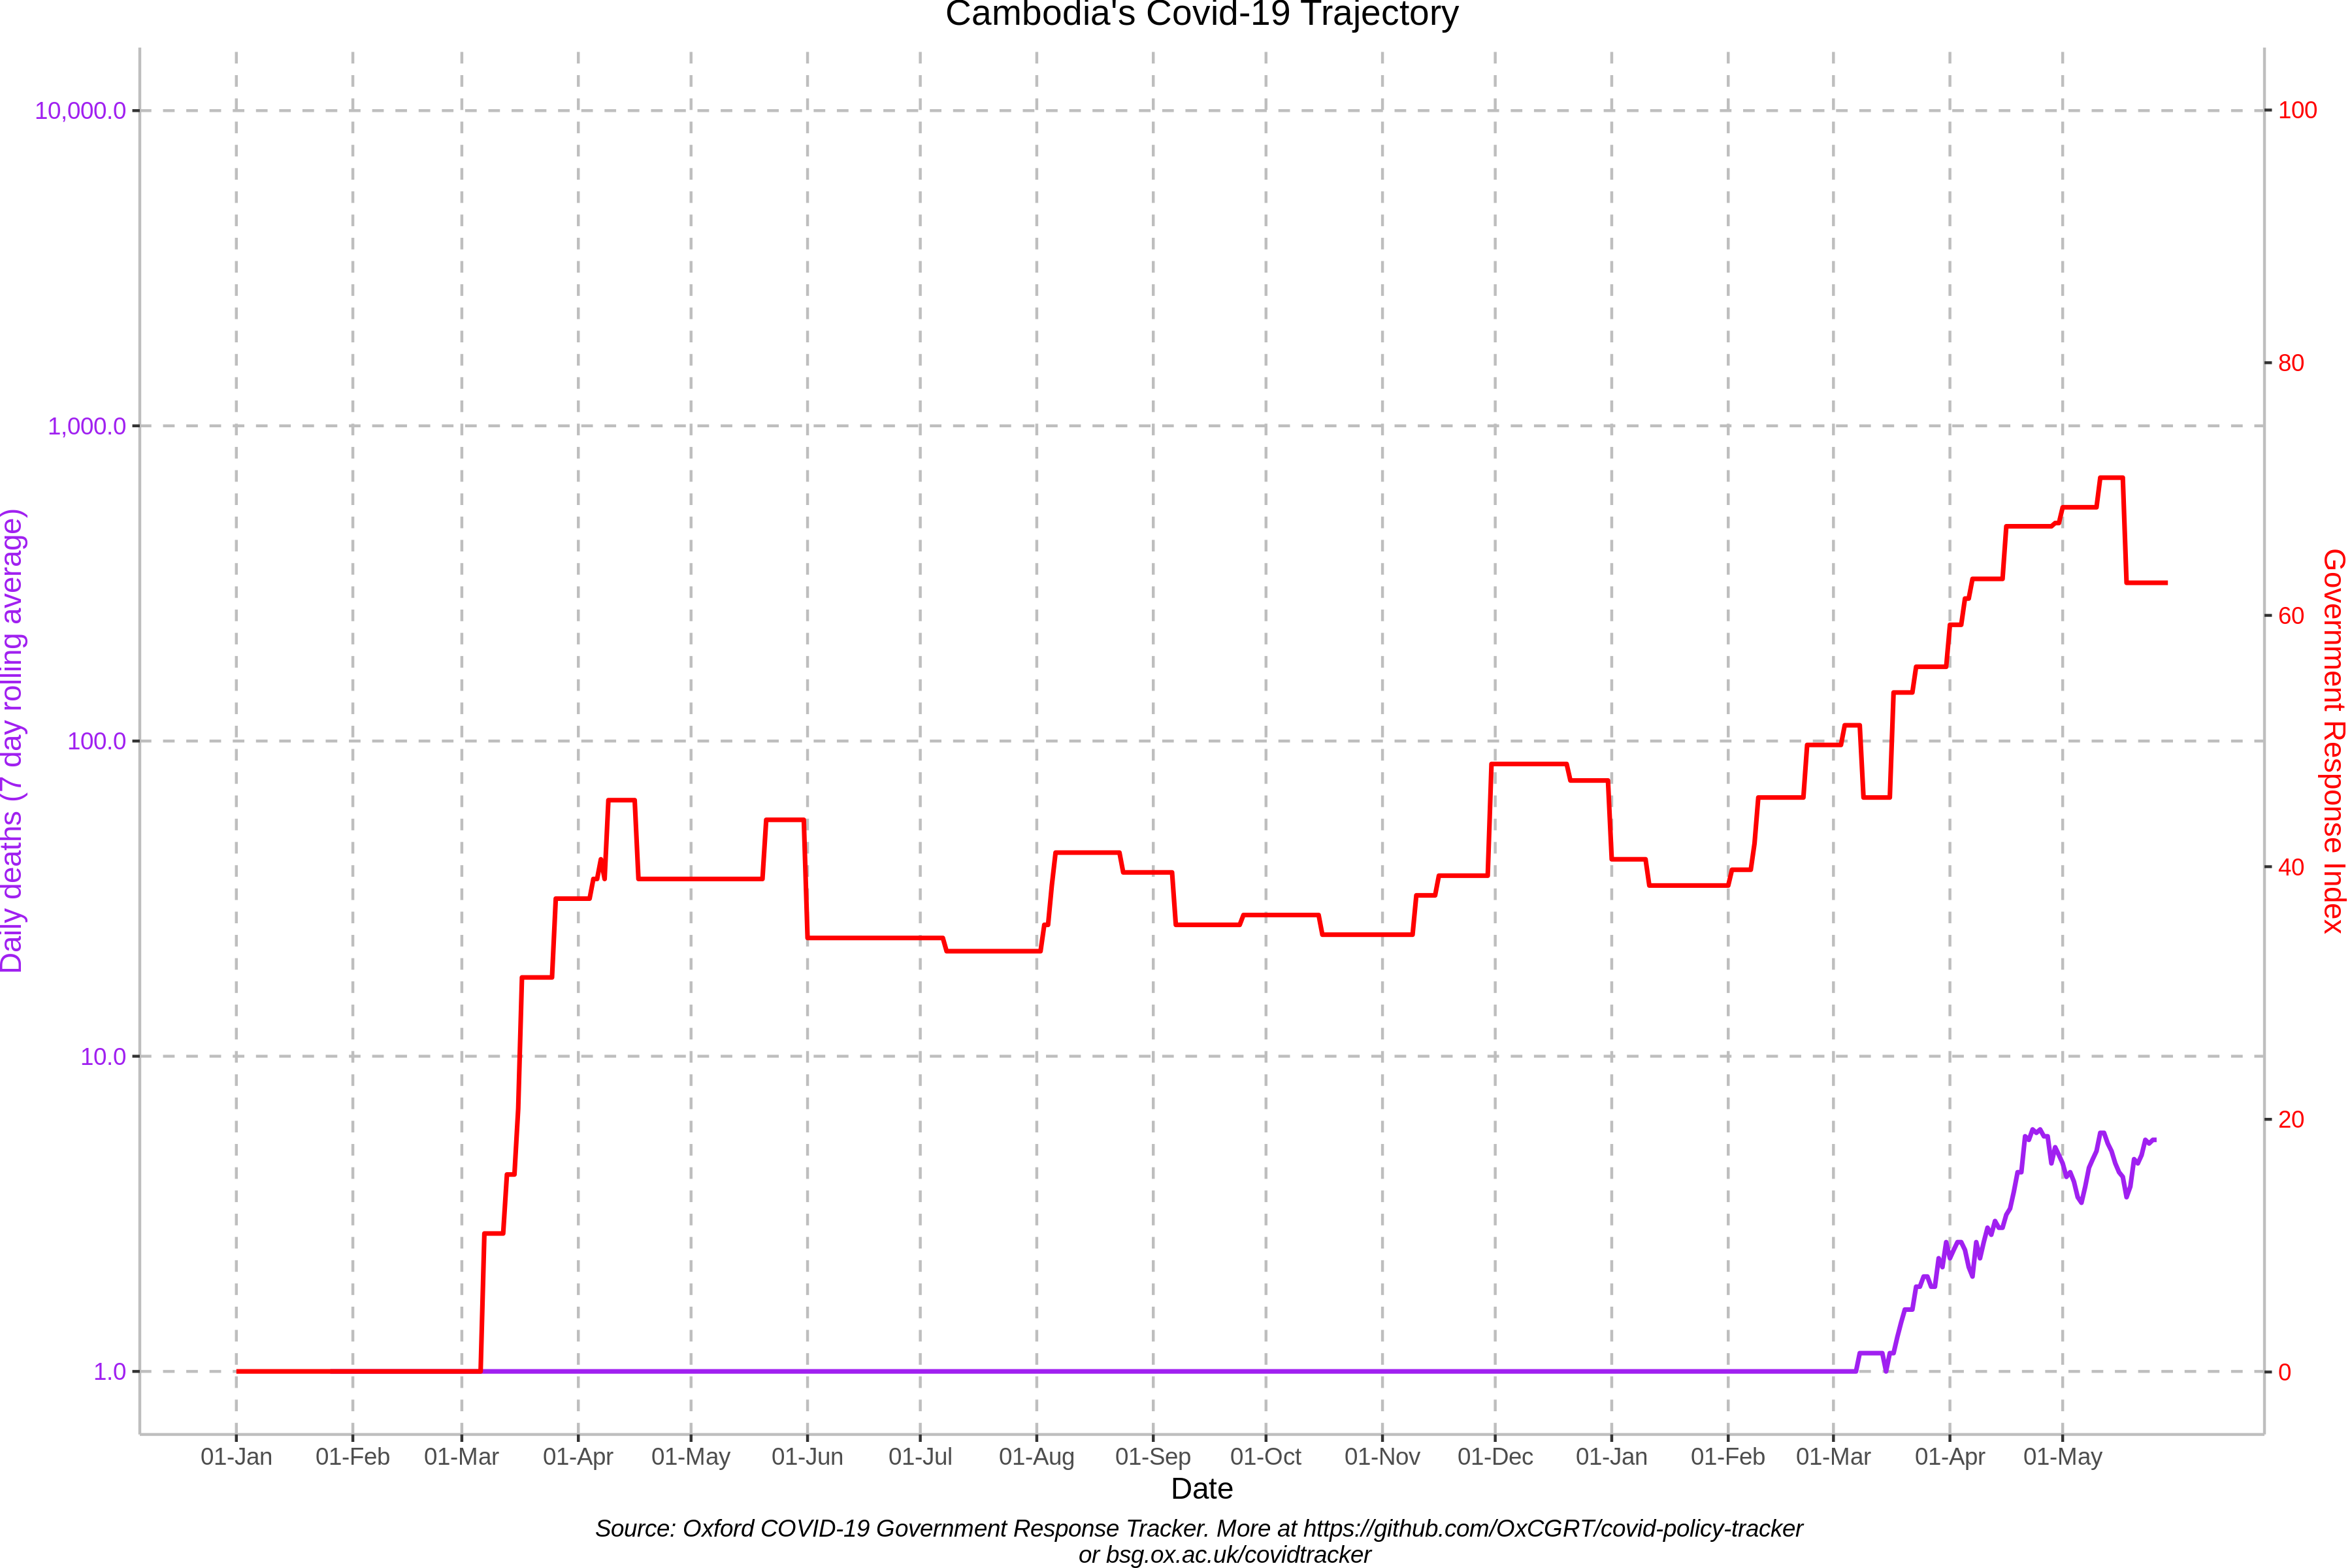 Cambodia's Covid-19 Trajectory
Daily deaths (7 day rolling average)
10,000.0
1,000.0
100.0
10.0
1.0
100
80
60
40
20
0
Government Response Index
01-Jan 01-Feb 01-Mar 01-Apr 01-May 01-Jun 01-Jul 01-Aug 01-Sep 01-Oct 01-Nov 01-Dec 01-Jan 01-Feb 01-Mar 01-Apr 01-May
Date
Source: Oxford COVID-19 Government Response Tracker. More at https://github.com/OxCGRT/covid-policy-tracker
or bsg.ox.ac.uk/covidtracker